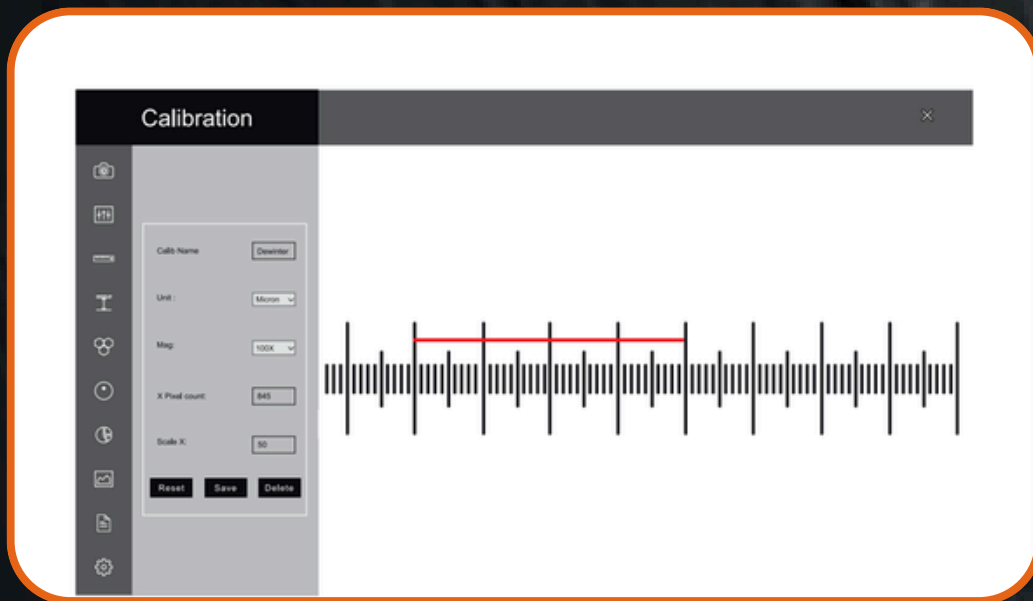 Calibration
Calib Name
Dewinter
Unit :
Micron
Mag:
100X
X Pixel count:
845
Scale X:
50
Reset Save Delete